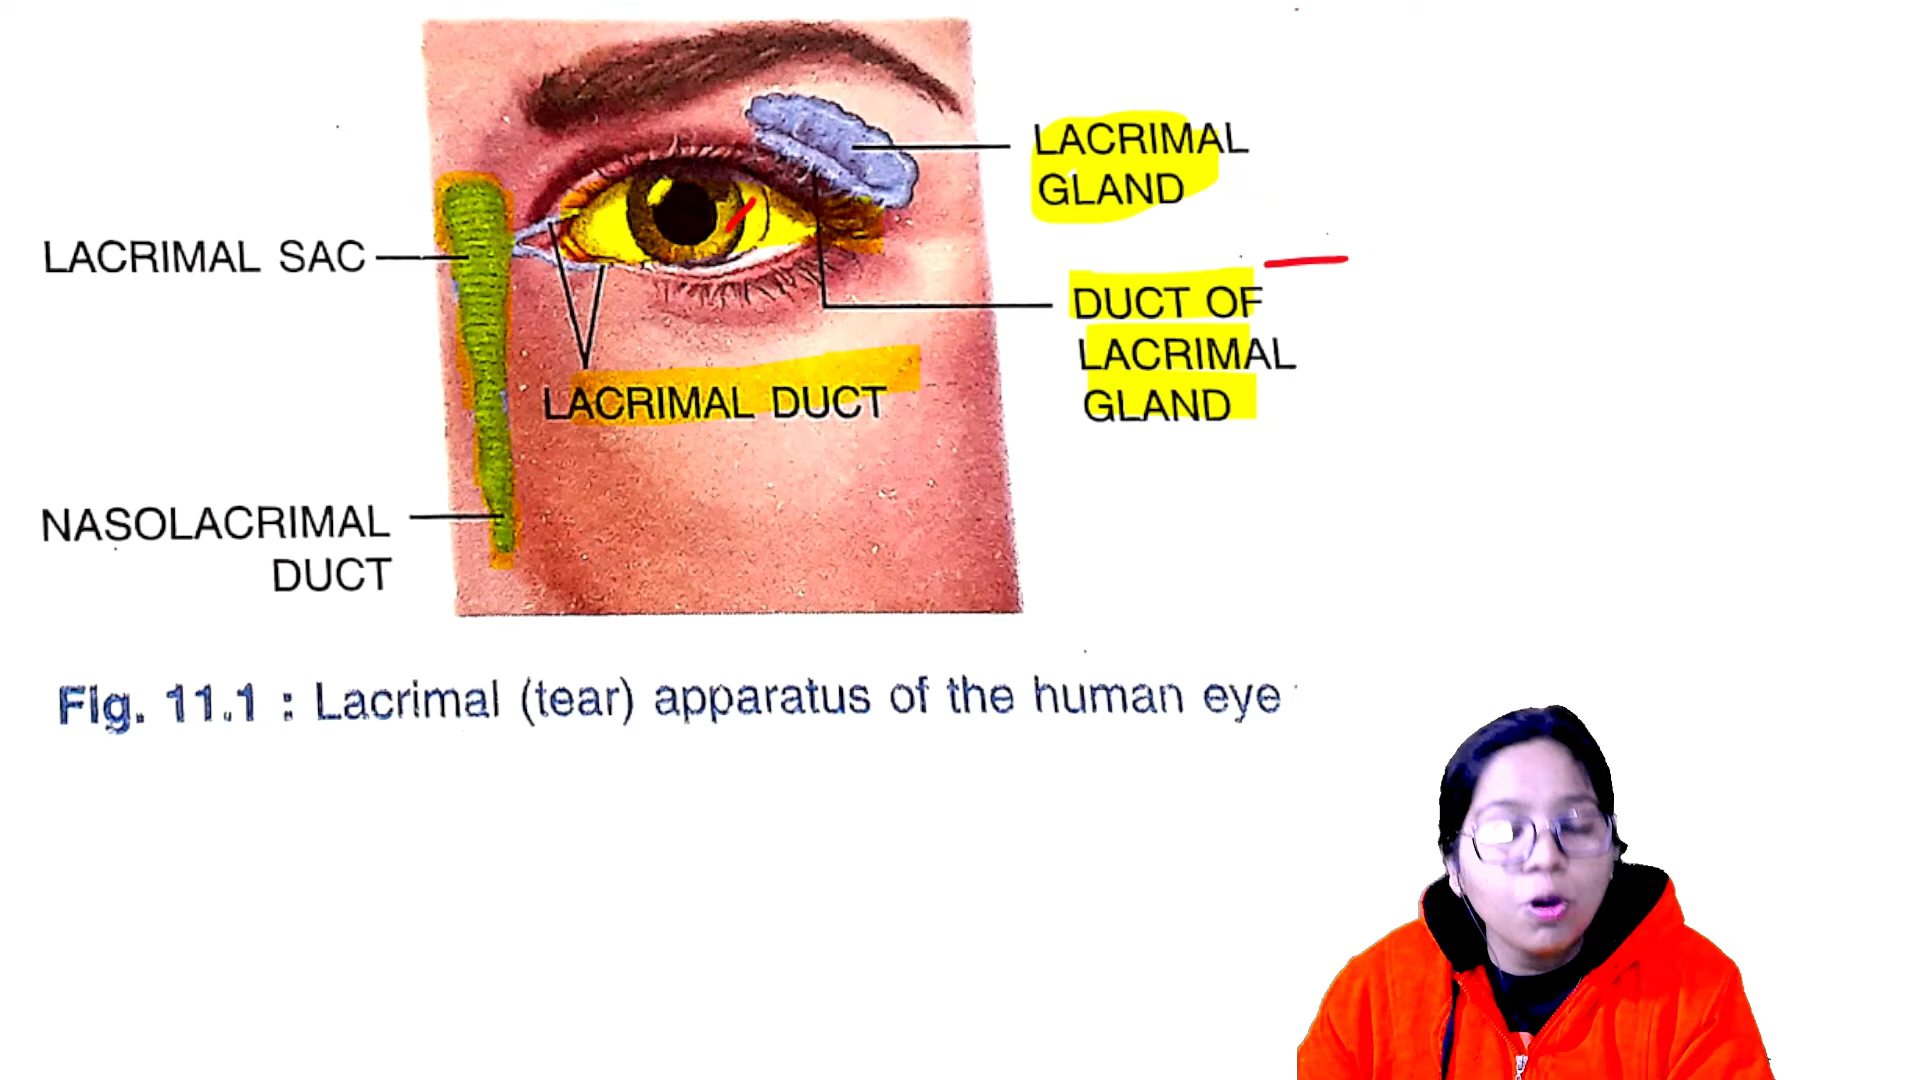 LACRIMAL
GLAND
LACRIMAL SAC
DUCT OF
LACRIMAL
GLAND
LACRIMAL DUCT
NASOLACRIMAL
DUCT
Fig. 11.1 : Lacrimal (tear) apparatus of the human eye